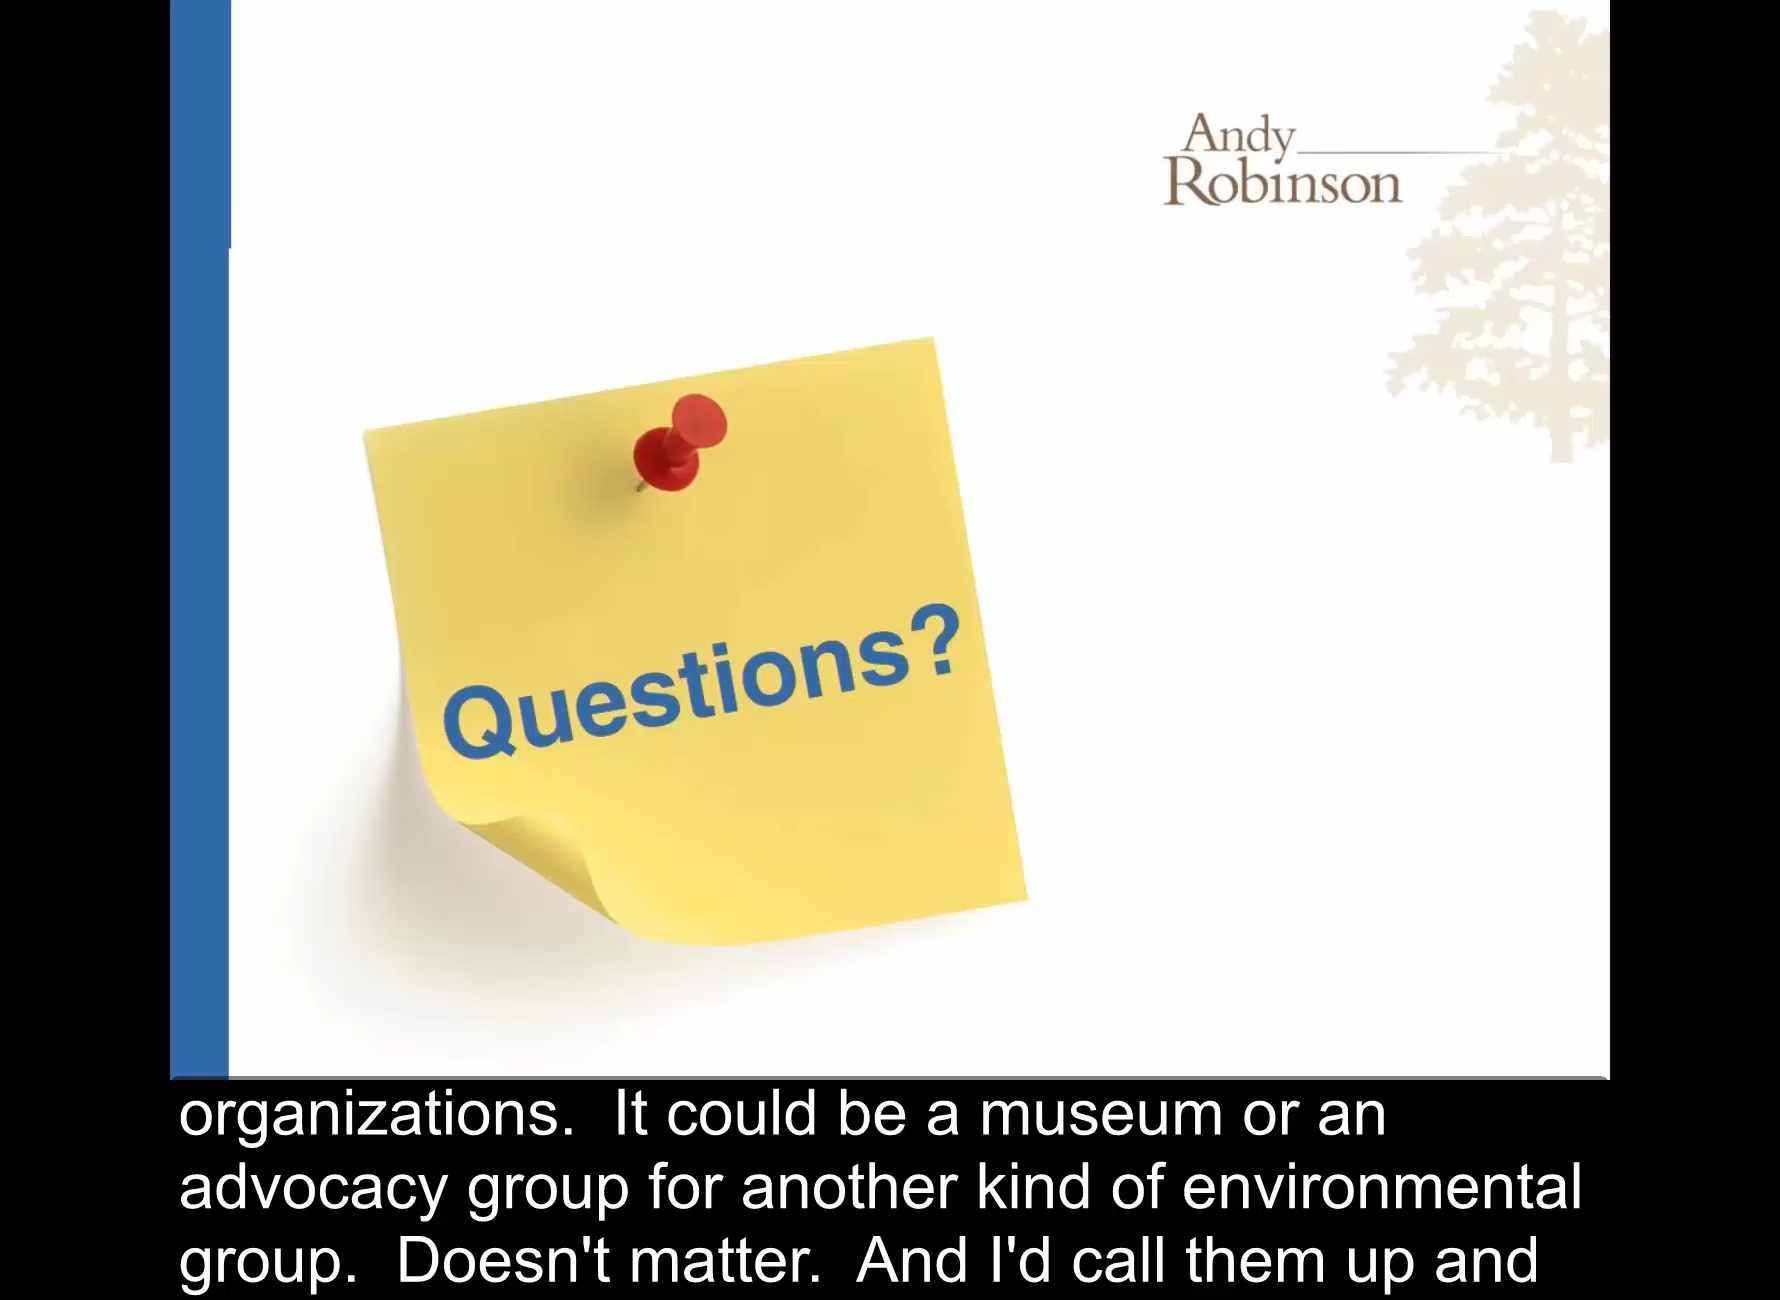 Andy
Robinson
Questions?
organizations.  It could be a museum or an
advocacy group for another kind of environmental
group.  Doesn't matter.  And I'd call them up and